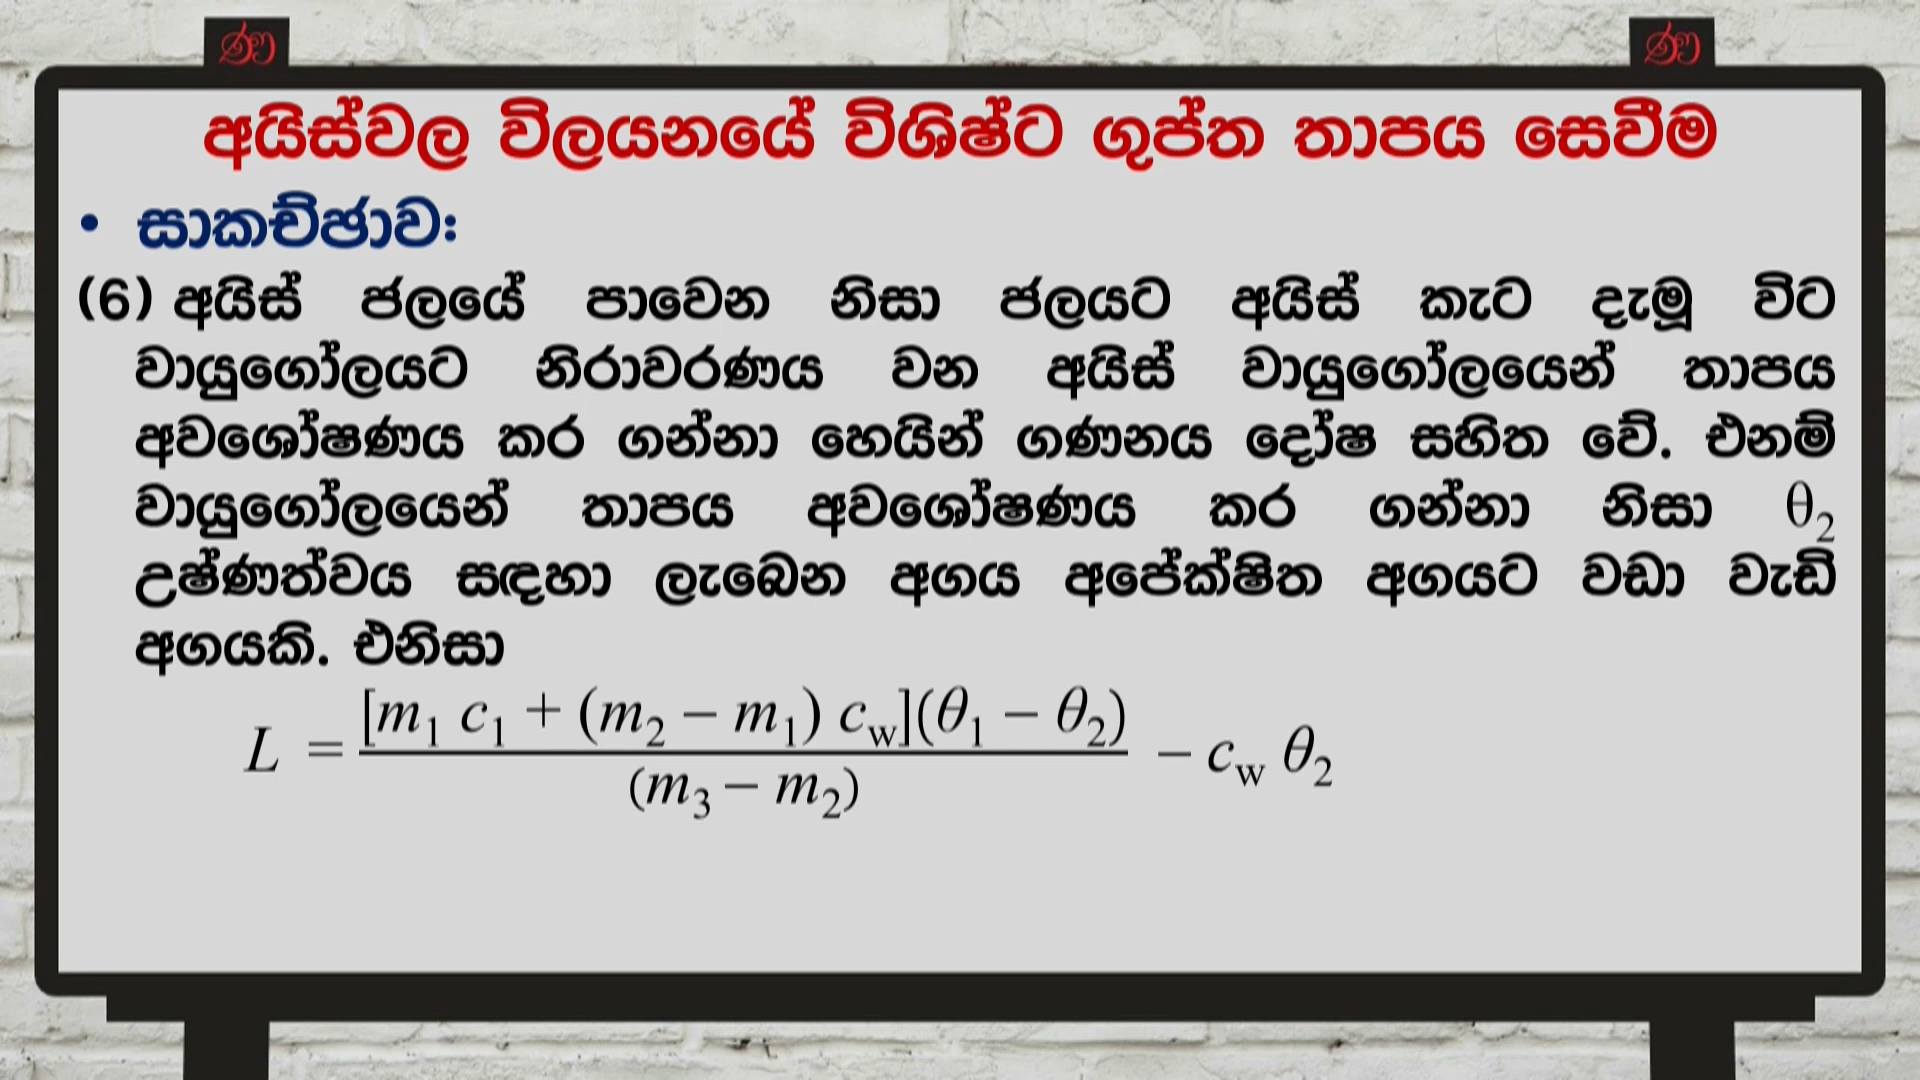 අයිස්වල විලයනයේ විශිෂ්ට ගුප්ත තාපය සෙවීම
• සාකච්ඡාව:
(6) අයිස් ජලයේ පාවෙන නිසා ජලයට අයිස් කැට දැමූ විට
වායුගෝලයට නිරාවරණය වන අයිස් වායුගෝලයෙන් තාපය
අවශෝෂණය කර ගන්නා හෙයින් ගණනය දෝෂ සහිත වේ. එනම්
වායුගෝලයෙන් තාපය අවශෝෂණය කර ගන්නා නිසා θ₂
උෂ්ණත්වය සඳහා ලැබෙන අගය අපේක්ෂිත අගයට වඩා වැඩි
අගයකි. එනිසා
L = [m₁ c₁ + (m₂ − m₁) c_w](θ₁ − θ₂) / (m₃ − m₂) − c_w θ₂